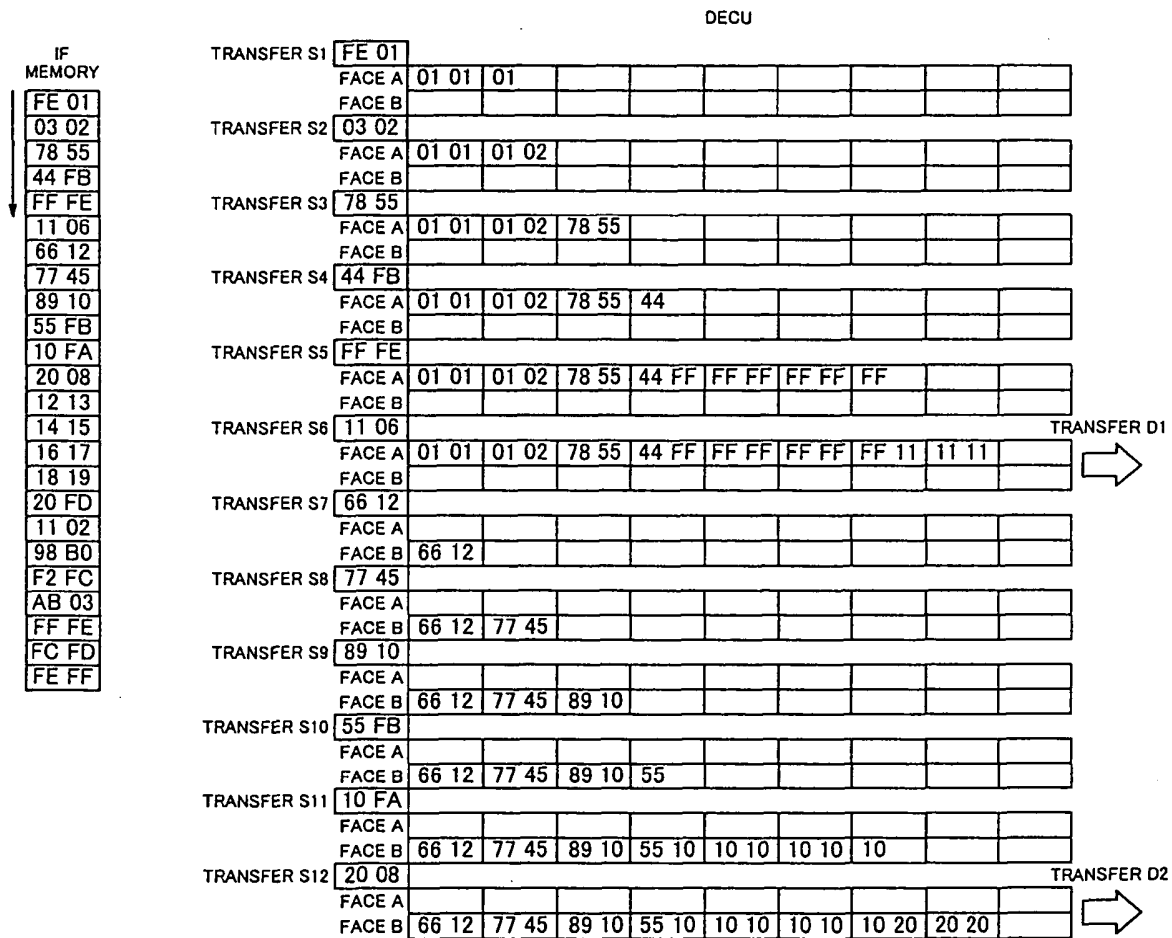 DECU
IF
MEMORY
FE 01
03 02
78 55
44 FB
FF FE
11 06
66 12
77 45
89 10
55 FB
10 FA
20 08
12 13
14 15
16 17
18 19
20 FD
11 02
98 B0
F2 FC
AB 03
FF FE
FC FD
FE FF
TRANSFER S1 FE 01
FACE A 01 01 01
FACE B
TRANSFER S2 03 02
FACE A 01 01 01 02
FACE B
TRANSFER S3 78 55
FACE A 01 01 01 02 78 55
FACE B
TRANSFER S4 44 FB
FACE A 01 01 01 02 78 55 44
FACE B
TRANSFER S5 FF FE
FACE A 01 01 01 02 78 55 44 FF FF FF FF FF FF
FACE B
TRANSFER S6 11 06 TRANSFER D1
FACE A 01 01 01 02 78 55 44 FF FF FF FF FF FF 11 11 11
FACE B
TRANSFER S7 66 12
FACE A
FACE B 66 12
TRANSFER S8 77 45
FACE A
FACE B 66 12 77 45
TRANSFER S9 89 10
FACE A
FACE B 66 12 77 45 89 10
TRANSFER S10 55 FB
FACE A
FACE B 66 12 77 45 89 10 55
TRANSFER S11 10 FA
FACE A
FACE B 66 12 77 45 89 10 55 10 10 10 10 10 10
TRANSFER S12 20 08 TRANSFER D2
FACE A
FACE B 66 12 77 45 89 10 55 10 10 10 10 10 10 20 20 20